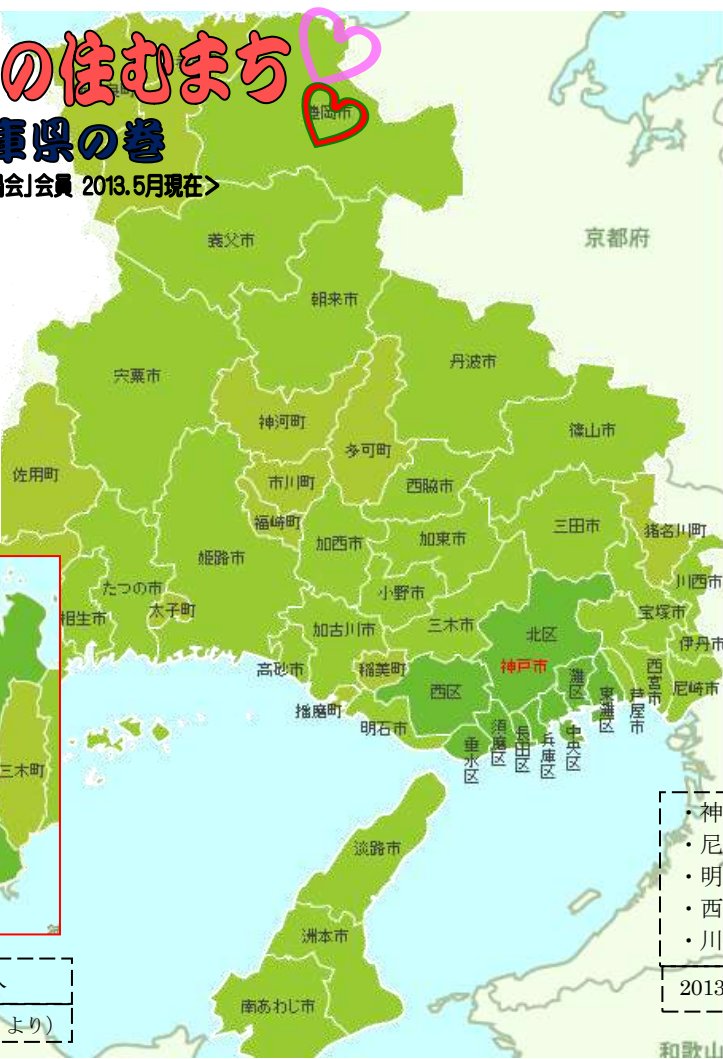 の住むまち
庫県の巻
会」会員 2013.5月現在＞
豊岡市
養父市
京都府
朝来市
宍粟市
丹波市
神河町
多可町
篠山市
佐用町
市川町
西脇市
福崎町
加西市
加東市
三田市
猪名川町
姫路市
たつの市
太子町
小野市
川西市
相生市
加古川市
三木市
北区
宝塚市
伊丹市
高砂市
稲美町
西区
神戸市
灘区
東灘区
芦屋市
西宮市
尼崎市
播磨町
明石市
垂水区
須磨区
長田区
兵庫区
中央区
三木町
淡路市
・神
・尼
・明
・西
・川
2013
洲本市
南あわじ市
より）
和歌山